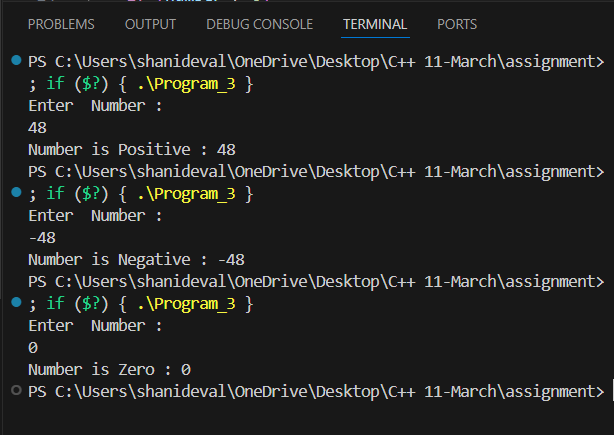 PROBLEMS OUTPUT DEBUG CONSOLE TERMINAL PORTS
PS C:\Users\shanideval\OneDrive\Desktop\C++ 11-March\assignment>
; if ($?) { .\Program_3 }
Enter  Number :
48
Number is Positive : 48
PS C:\Users\shanideval\OneDrive\Desktop\C++ 11-March\assignment>
; if ($?) { .\Program_3 }
Enter  Number :
-48
Number is Negative : -48
PS C:\Users\shanideval\OneDrive\Desktop\C++ 11-March\assignment>
; if ($?) { .\Program_3 }
Enter  Number :
0
Number is Zero : 0
PS C:\Users\shanideval\OneDrive\Desktop\C++ 11-March\assignment>